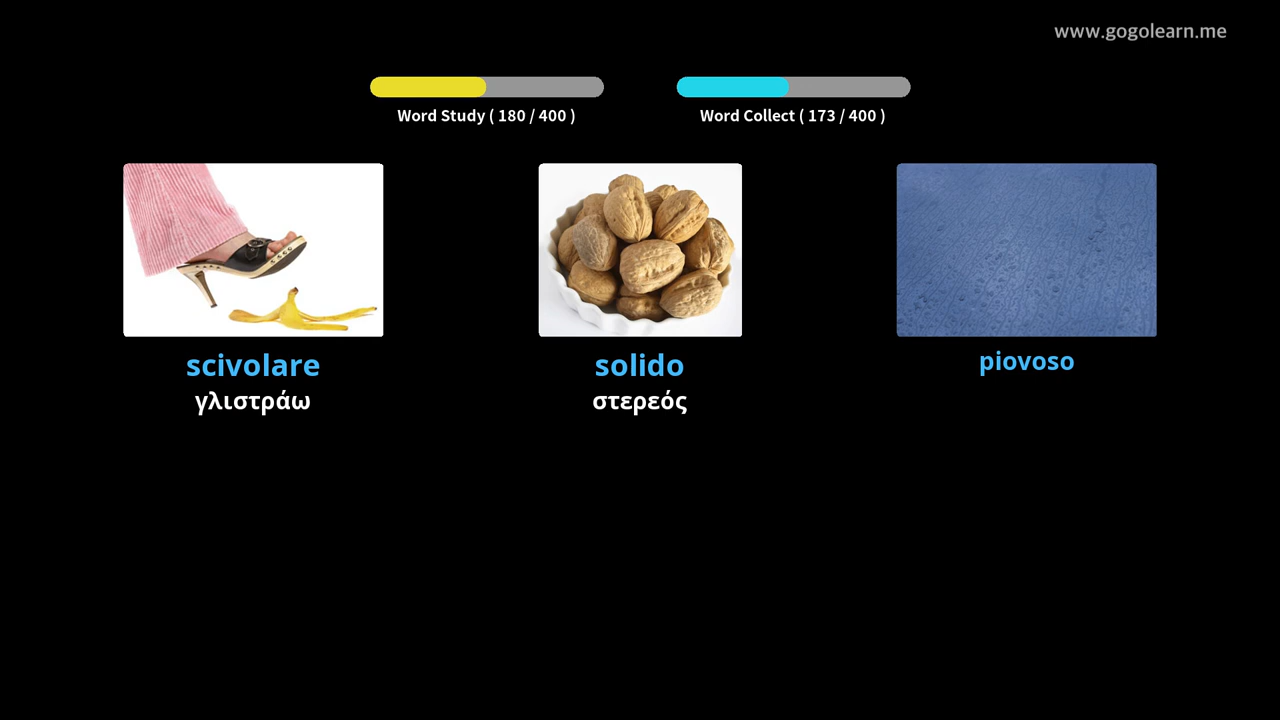 www.gogolearn.me
Word Study ( 180 / 400 )
Word Collect ( 173 / 400 )
scivolare
γλιστράω
solido
στερεός
piovoso